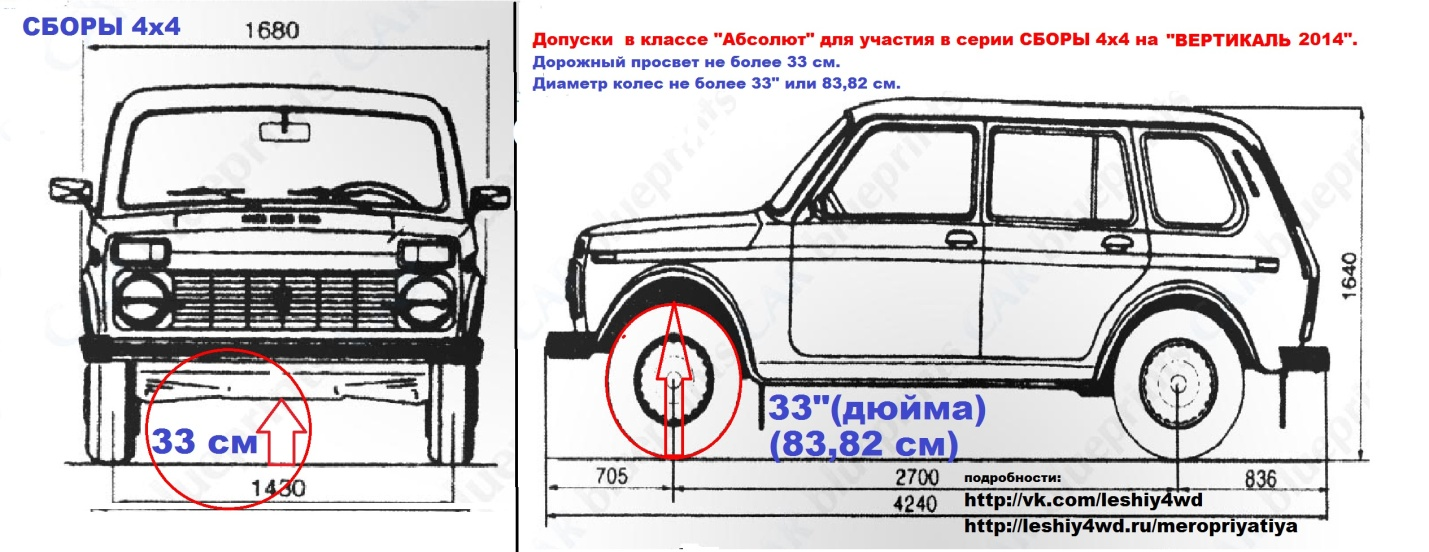 СБОРЫ 4х4
1680
33 см
1430
Допуски в классе "Абсолют" для участия в серии СБОРЫ 4х4 на "ВЕРТИКАЛЬ 2014".
Дорожный просвет не более 33 см.
Диаметр колес не более 33" или 83,82 см.
1640
33"(дюйма)
(83,82 см)
705
2700
836
4240
подробности:
http://vk.com/leshiy4wd
http://leshiy4wd.ru/meropriyatiya